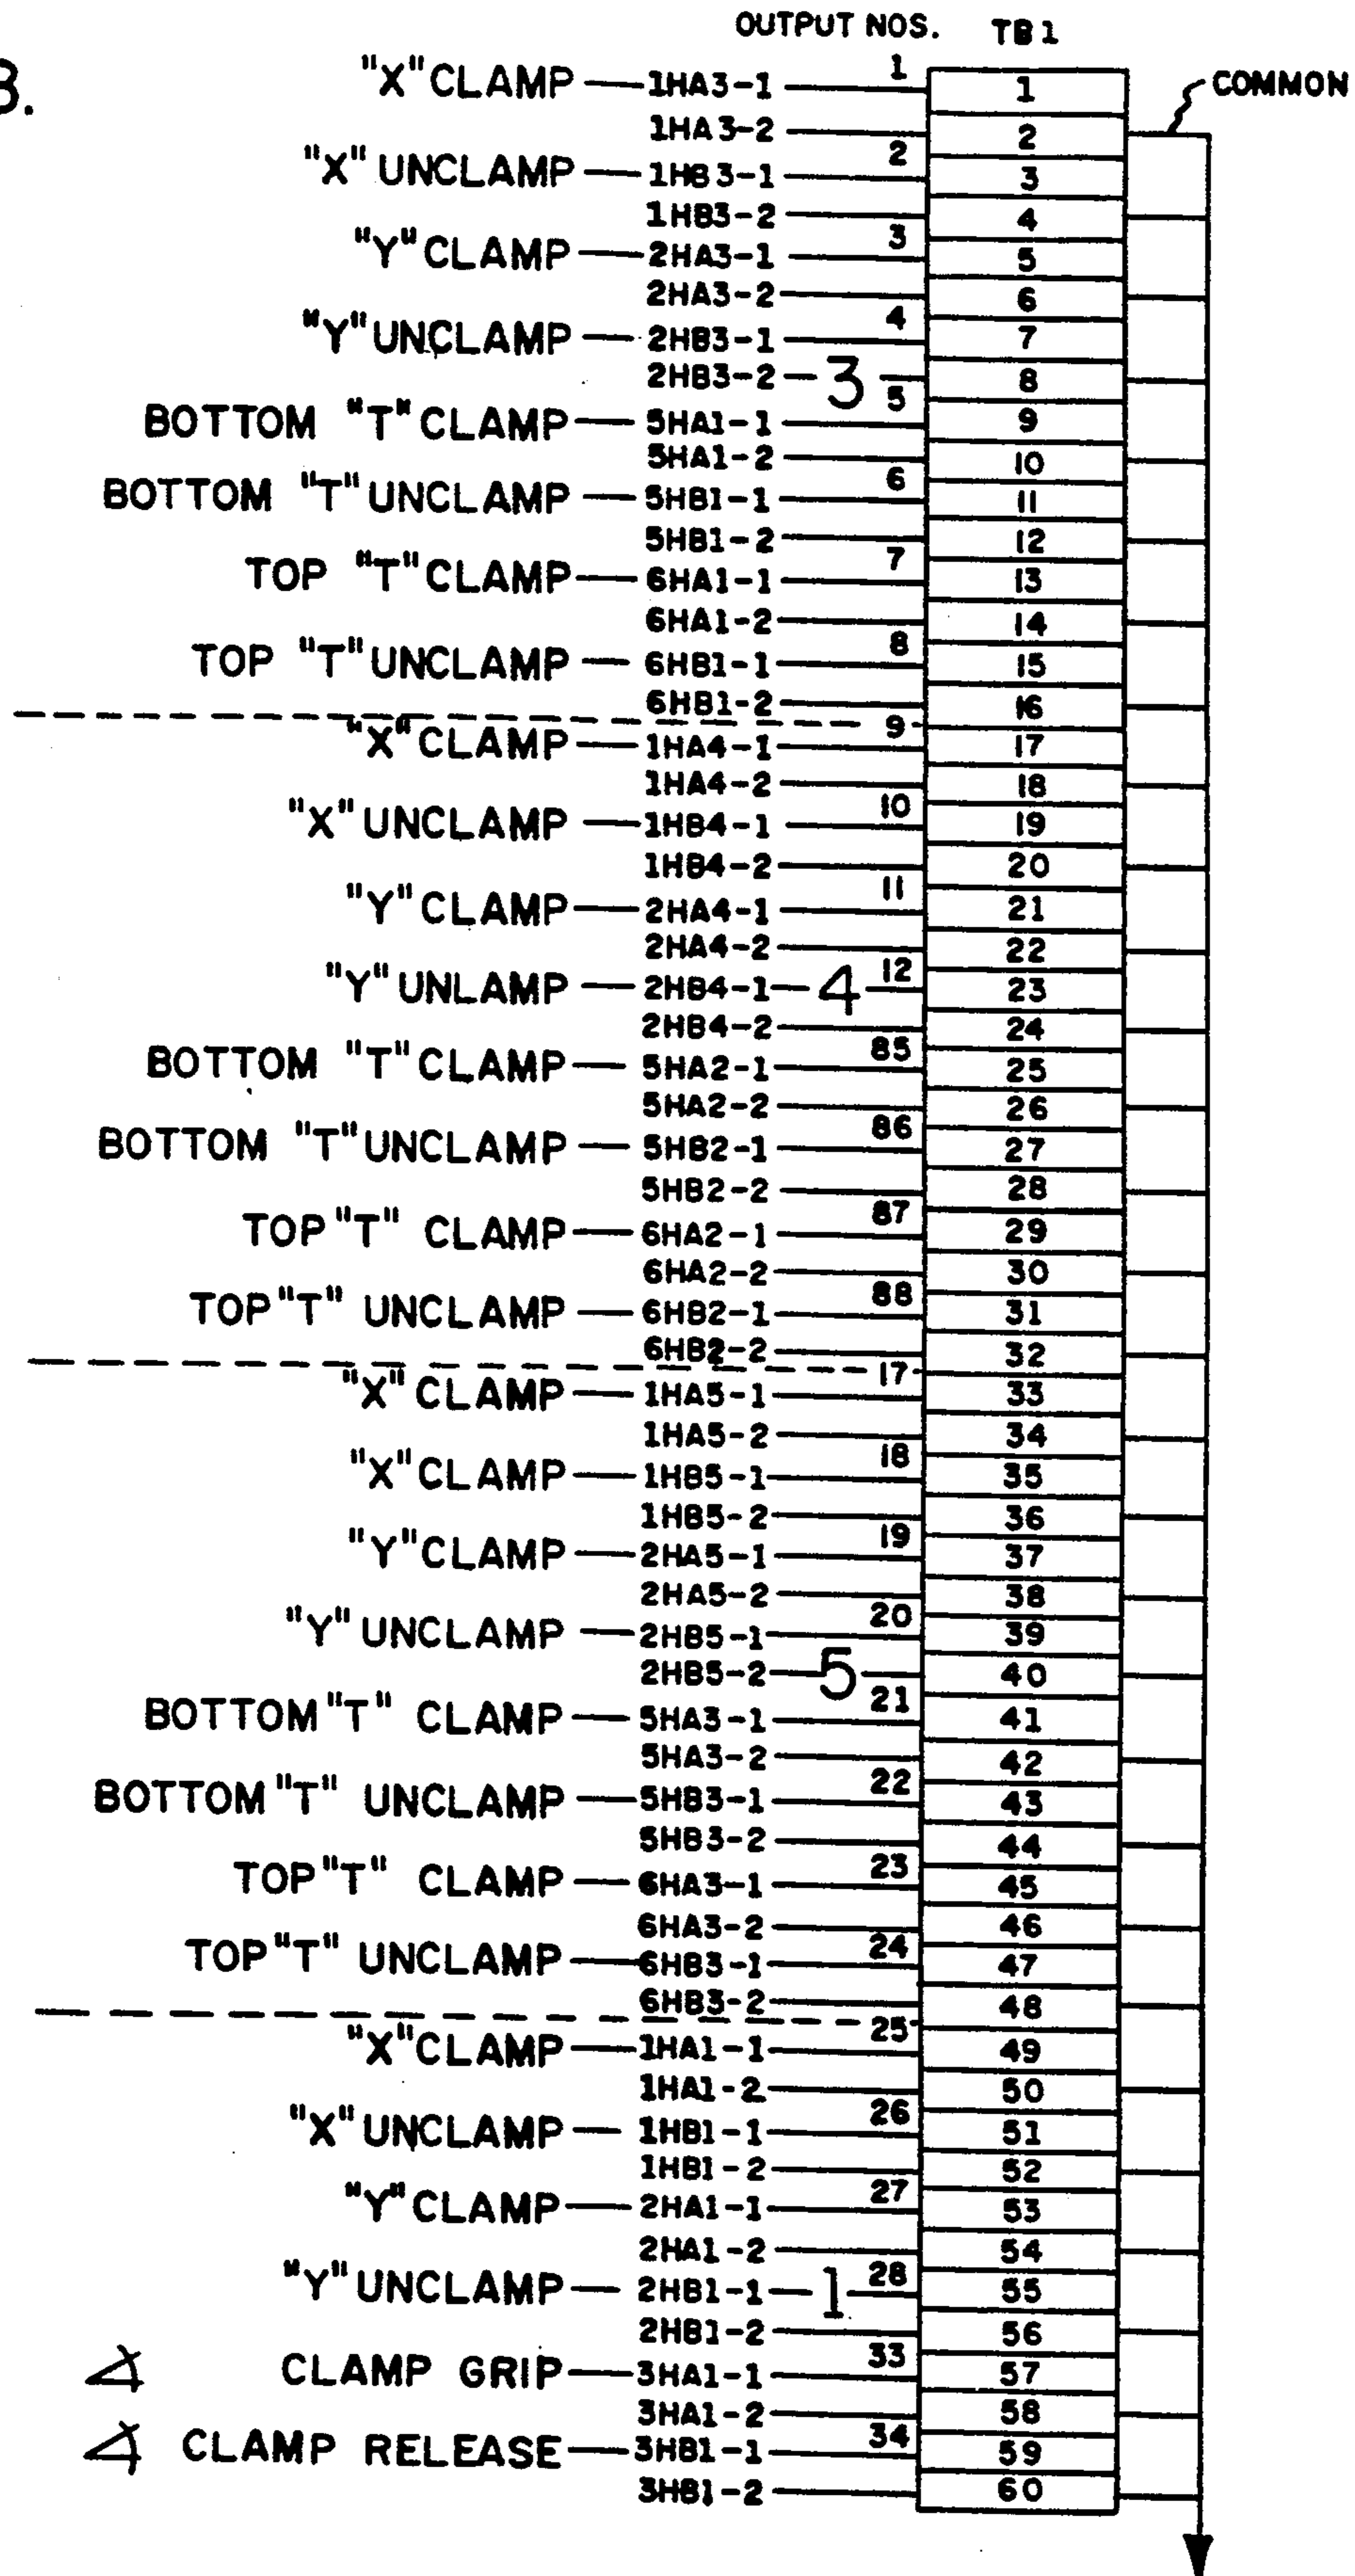 B.
OUTPUT NOS. TB1
"X" CLAMP 1HA3-1 1 1 COMMON
1HA3-2 2
"X" UNCLAMP 1HB3-1 2 3
1HB3-2 4
"Y" CLAMP 2HA3-1 3 5
2HA3-2 6
"Y" UNCLAMP 2HB3-1 4 7
2HB3-2 3 8
BOTTOM "T" CLAMP 5HA1-1 5 9
5HA1-2 10
BOTTOM "T" UNCLAMP 5HB1-1 6 11
5HB1-2 12
TOP "T" CLAMP 6HA1-1 7 13
6HA1-2 14
TOP "T" UNCLAMP 6HB1-1 8 15
6HB1-2 16
"X" CLAMP 1HA4-1 9 17
1HA4-2 18
"X" UNCLAMP 1HB4-1 10 19
1HB4-2 20
"Y" CLAMP 2HA4-1 11 21
2HA4-2 22
"Y" UNLAMP 2HB4-1 4 12 23
2HB4-2 24
BOTTOM "T" CLAMP 5HA2-1 85 25
5HA2-2 26
BOTTOM "T" UNCLAMP 5HB2-1 86 27
5HB2-2 28
TOP "T" CLAMP 6HA2-1 87 29
6HA2-2 30
TOP "T" UNCLAMP 6HB2-1 88 31
6HB2-2 32
"X" CLAMP 1HA5-1 17 33
1HA5-2 34
"X" CLAMP 1HB5-1 18 35
1HB5-2 36
"Y" CLAMP 2HA5-1 19 37
2HA5-2 38
"Y" UNCLAMP 2HB5-1 20 39
2HB5-2 5 40
BOTTOM "T" CLAMP 5HA3-1 21 41
5HA3-2 42
BOTTOM "T" UNCLAMP 5HB3-1 22 43
5HB3-2 44
TOP "T" CLAMP 6HA3-1 23 45
6HA3-2 46
TOP "T" UNCLAMP 6HB3-1 24 47
6HB3-2 48
"X" CLAMP 1HA1-1 25 49
1HA1-2 50
"X" UNCLAMP 1HB1-1 26 51
1HB1-2 52
"Y" CLAMP 2HA1-1 27 53
2HA1-2 54
"Y" UNCLAMP 2HB1-1 1 28 55
2HB1-2 56
4 CLAMP GRIP 3HA1-1 33 57
3HA1-2 58
4 CLAMP RELEASE 3HB1-1 34 59
3HB1-2 60